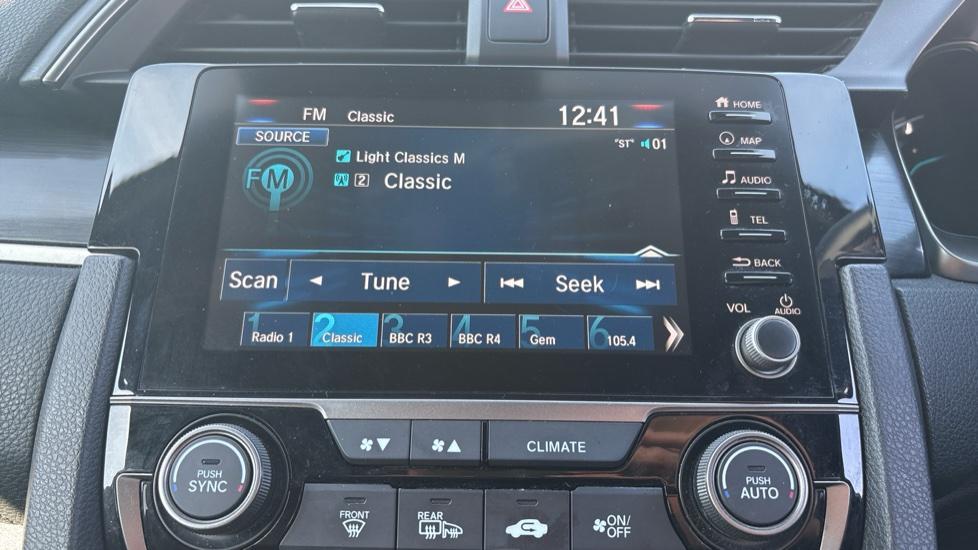 FM Classic 12:41
SOURCE
"ST" 01
FM
Light Classics M
2 Classic
Scan Tune Seek
1 Radio 1
2 Classic
3 BBC R3
4 BBC R4
5 Gem
6 105.4
HOME
MAP
AUDIO
TEL
BACK
VOL AUDIO
PUSH
SYNC
CLIMATE
PUSH
AUTO
FRONT
REAR
ON/
OFF